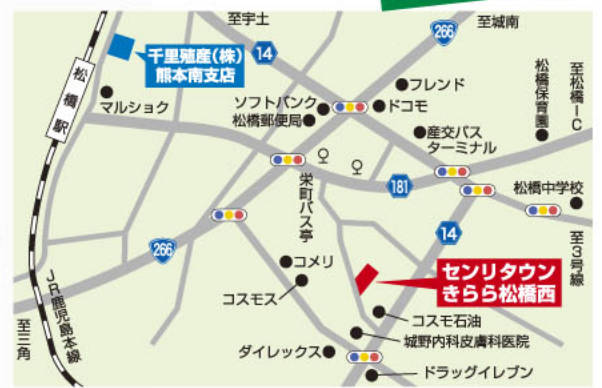 至宇土
266
至城南
千里殖産(株)
熊本南支店
14
松橋駅
マルショク
ソフトバンク
松橋郵便局
フレンド
ドコモ
産交バス
ターミナル
松橋保育園
至松橋IC
栄町バス亭
181
松橋中学校
至3号線
266
14
JR鹿児島本線
至三角
コメリ
コスモス
センリタウン
きらら松橋西
コスモ石油
城野内科皮膚科医院
ダイレックス
ドラッグイレブン